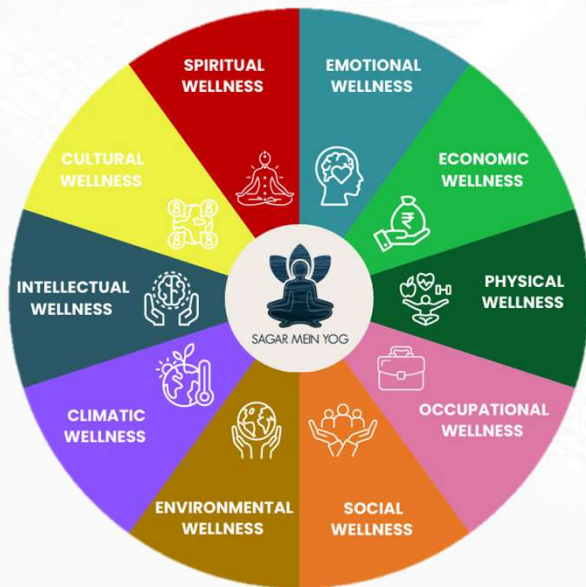 SPIRITUAL
WELLNESS
EMOTIONAL
WELLNESS
ECONOMIC
WELLNESS
PHYSICAL
WELLNESS
OCCUPATIONAL
WELLNESS
SOCIAL
WELLNESS
ENVIRONMENTAL
WELLNESS
CLIMATIC
WELLNESS
INTELLECTUAL
WELLNESS
CULTURAL
WELLNESS
₹
SAGAR MEIN YOG